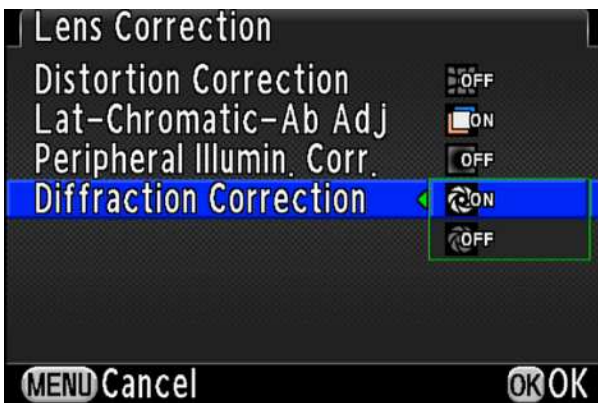 Lens Correction
Distortion Correction OFF
Lat-Chromatic-Ab Adj ON
Peripheral Illumin. Corr. OFF
Diffraction Correction ON
OFF
MENU Cancel OK OK